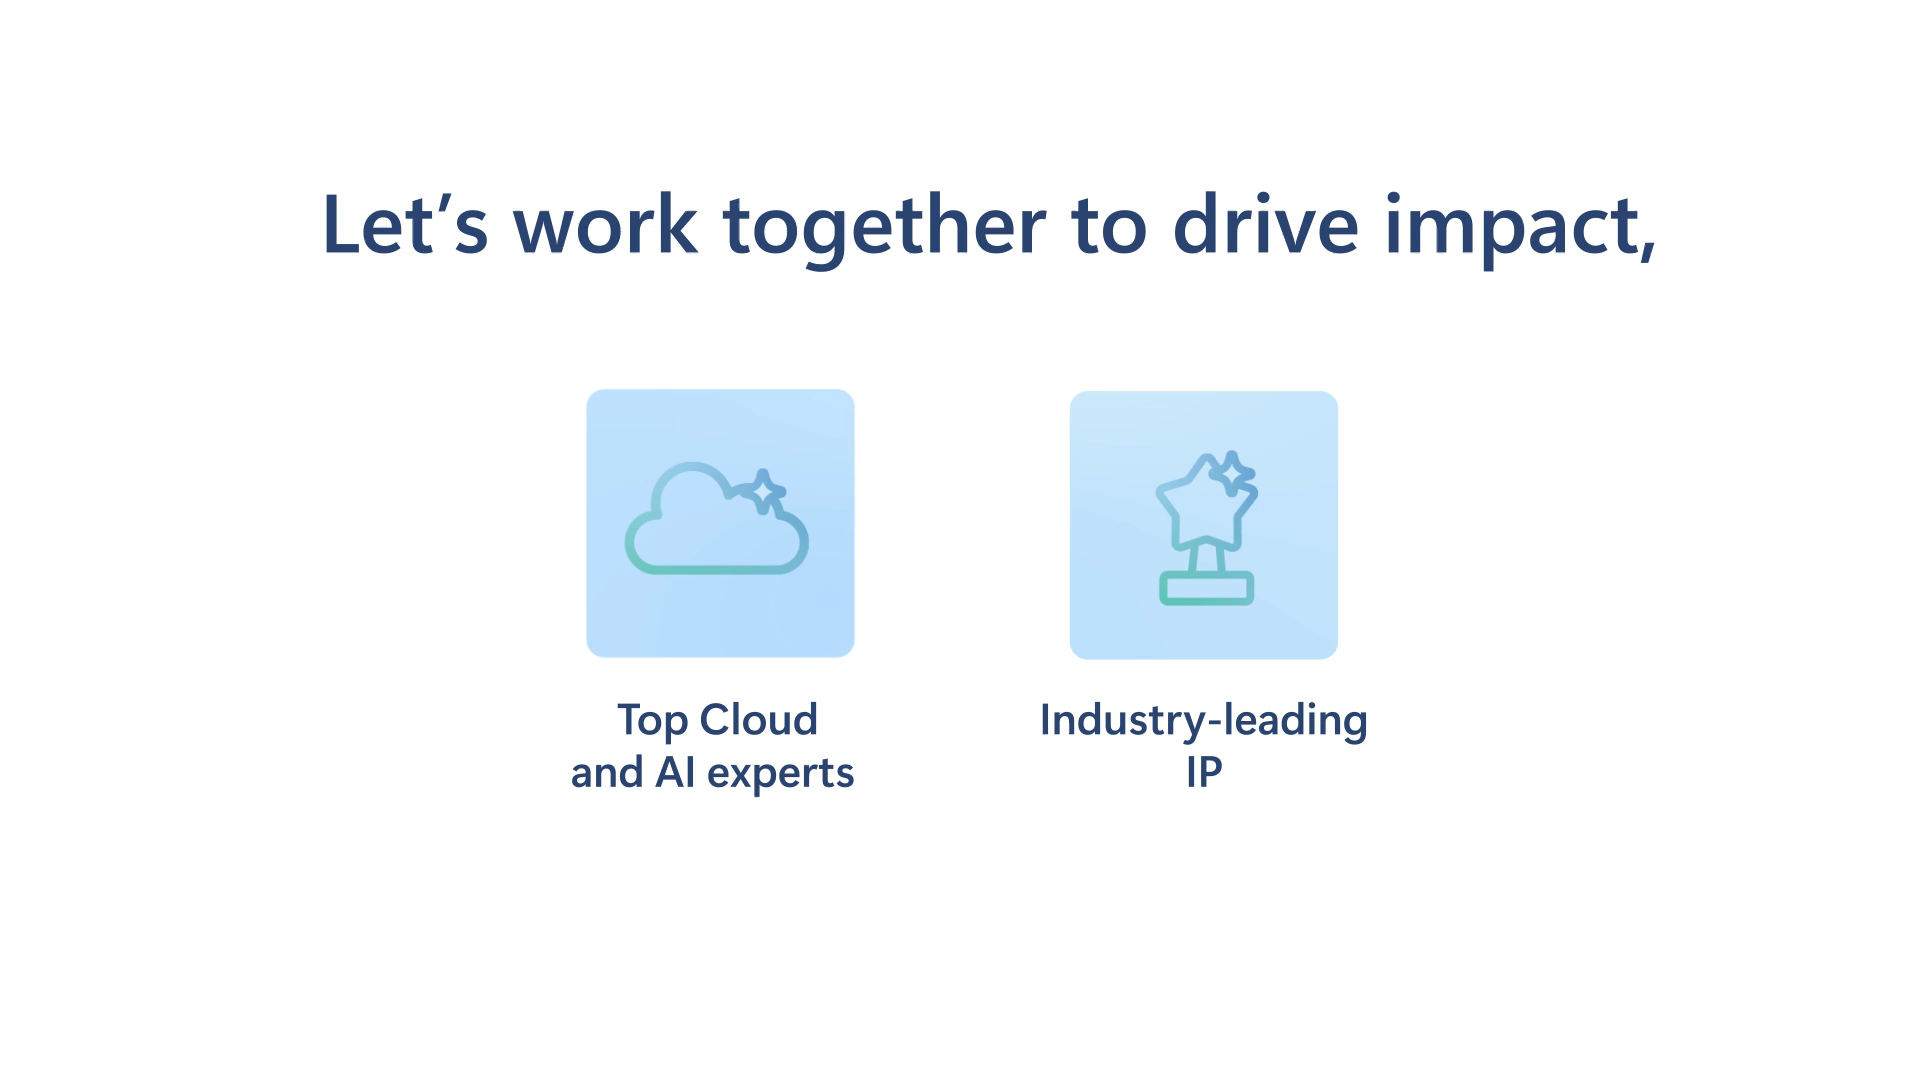 Let’s work together to drive impact,
Top Cloud
and AI experts
Industry-leading
IP